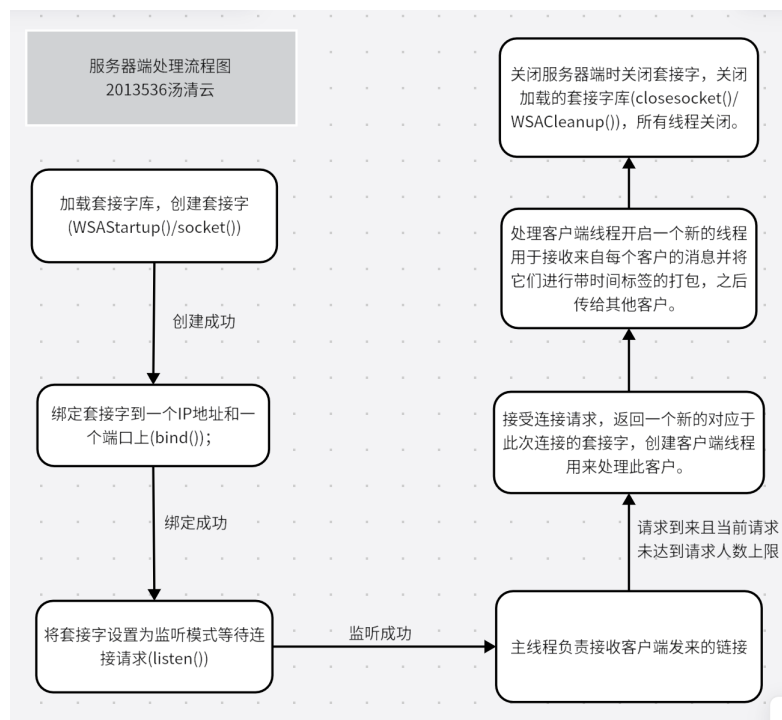 服务器端处理流程图
2013536汤清云
加载套接字库，创建套接字
(WSAStartup()/socket())
创建成功
绑定套接字到一个IP地址和一
个端口上(bind())；
绑定成功
将套接字设置为监听模式等待连
接请求(listen())
监听成功
主线程负责接收客户端发来的链接
请求到来且当前请求
未达到请求人数上限
接受连接请求，返回一个新的对应于
此次连接的套接字，创建客户端线程
用来处理此客户。
处理客户端线程开启一个新的线程
用于接收来自每个客户的消息并将
它们进行带时间标签的打包，之后
传给其他客户。
关闭服务器端时关闭套接字，关闭
加载的套接字库(closesocket()/
WSACleanup())，所有线程关闭。